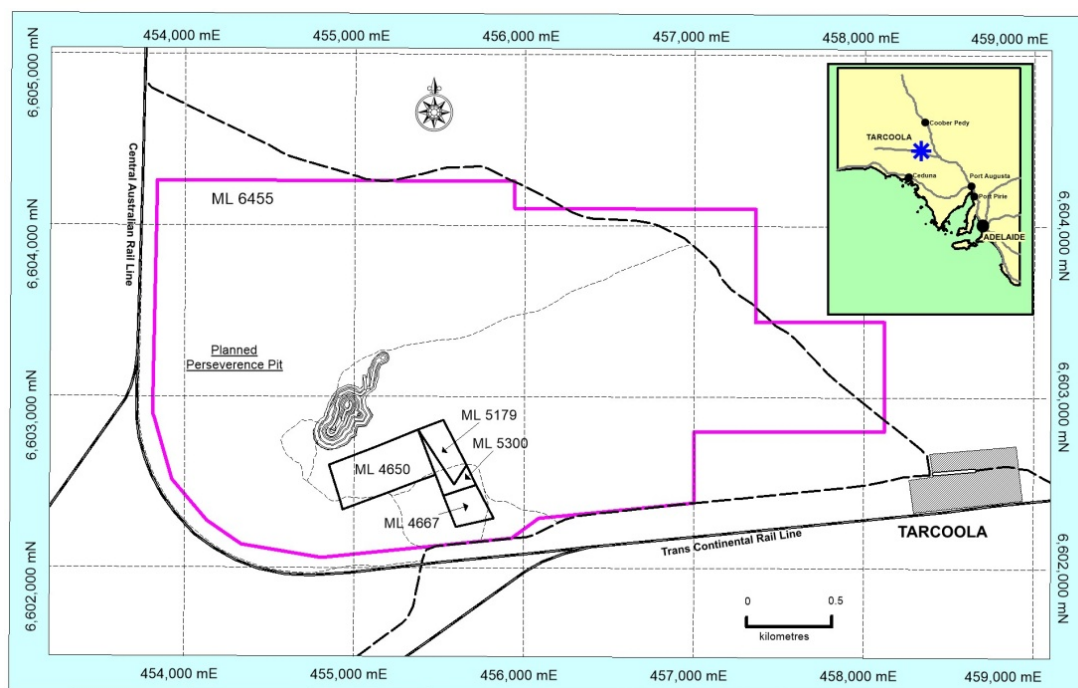 454,000 mE
455,000 mE
456,000 mE
457,000 mE
458,000 mE
459,000 mE
6,605,000 mN
6,604,000 mN
6,603,000 mN
6,602,000 mN
6,604,000 mN
6,603,000 mN
6,602,000 mN
Central Australian Rail Line
ML 6455
Coober Pedy
TARCOOLA
Ceduna
Port Augusta
Port Pirie
ADELAIDE
Planned
Perseverence Pit
ML 5179
ML 5300
ML 4650
ML 4667
Trans Continental Rail Line
TARCOOLA
0
0.5
kilometres
454,000 mE
455,000 mE
456,000 mE
457,000 mE
458,000 mE
459,000 mE